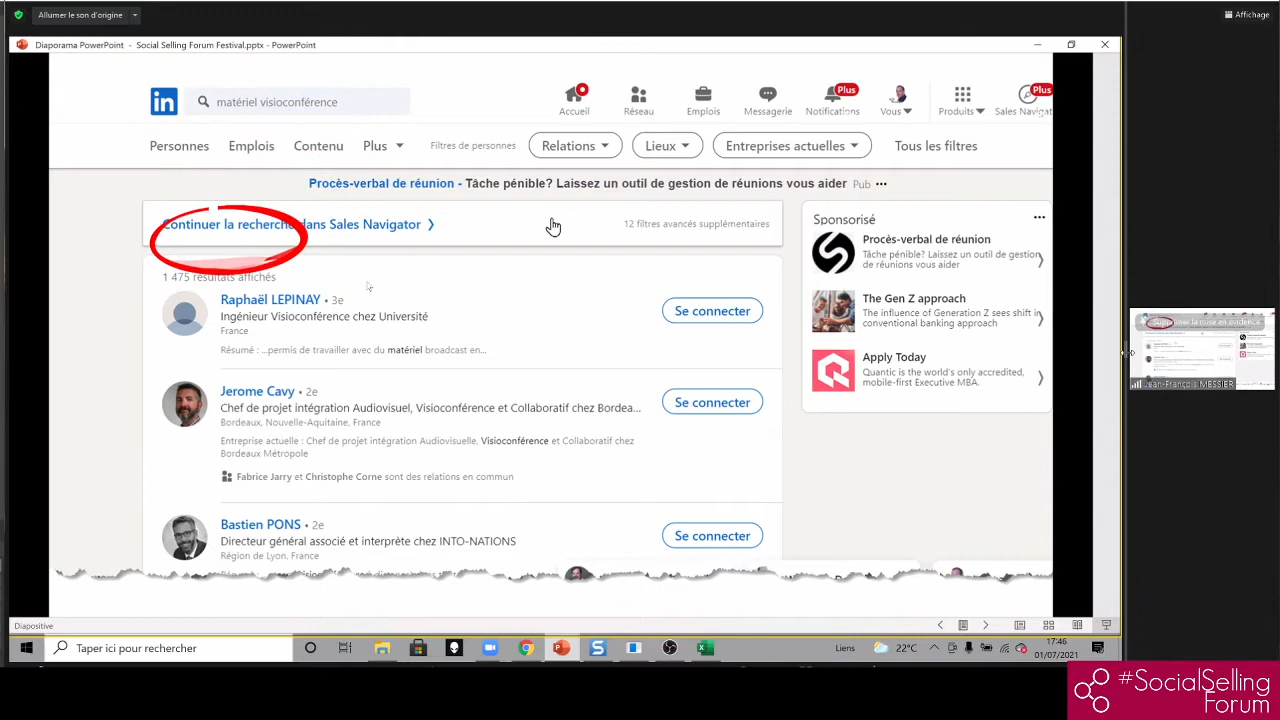 Allumer le son d'origine
Affichage
Diaporama PowerPoint - Social Selling Forum Festival.pptx - PowerPoint
in
matériel visioconférence
Accueil
Réseau
Emplois
Messagerie
Plus
Notifications
Vous
Produits
Plus
Sales Navigat
Personnes
Emplois
Contenu
Plus
Filtres de personnes
Relations
Lieux
Entreprises actuelles
Tous les filtres
Procès-verbal de réunion - Tâche pénible? Laissez un outil de gestion de réunions vous aider Pub
Continuer la recherche dans Sales Navigator
12 filtres avancés supplémentaires
1 475 résultats affichés
Raphaël LEPINAY • 3e
Ingénieur Visioconférence chez Université
France
Résumé : ...permis de travailler avec du matériel broadcast en...
Se connecter
Jerome Cavy • 2e
Chef de projet intégration Audiovisuel, Visioconférence et Collaboratif chez Bordea...
Bordeaux, Nouvelle-Aquitaine, France
Entreprise actuelle : Chef de projet intégration Audiovisuelle, Visioconférence et Collaboratif chez
Bordeaux Métropole
Fabrice Jarry et Christophe Corne sont des relations en commun
Se connecter
Bastien PONS • 2e
Directeur général associé et interprète chez INTO-NATIONS
Région de Lyon, France
Se connecter
Sponsorisé
Procès-verbal de réunion
Tâche pénible? Laissez un outil de gestion
de réunions vous aider
The Gen Z approach
The influence of Generation Z sees shift in
conventional banking approach
Apply Today
Quantic is the world's only accredited,
mobile-first Executive MBA.
Supprimer la mise en évidence
Jean-François MESSIER
Diapositive
Taper ici pour rechercher
Liens
22°C
17:46
01/07/2021
#SocialSelling
Forum